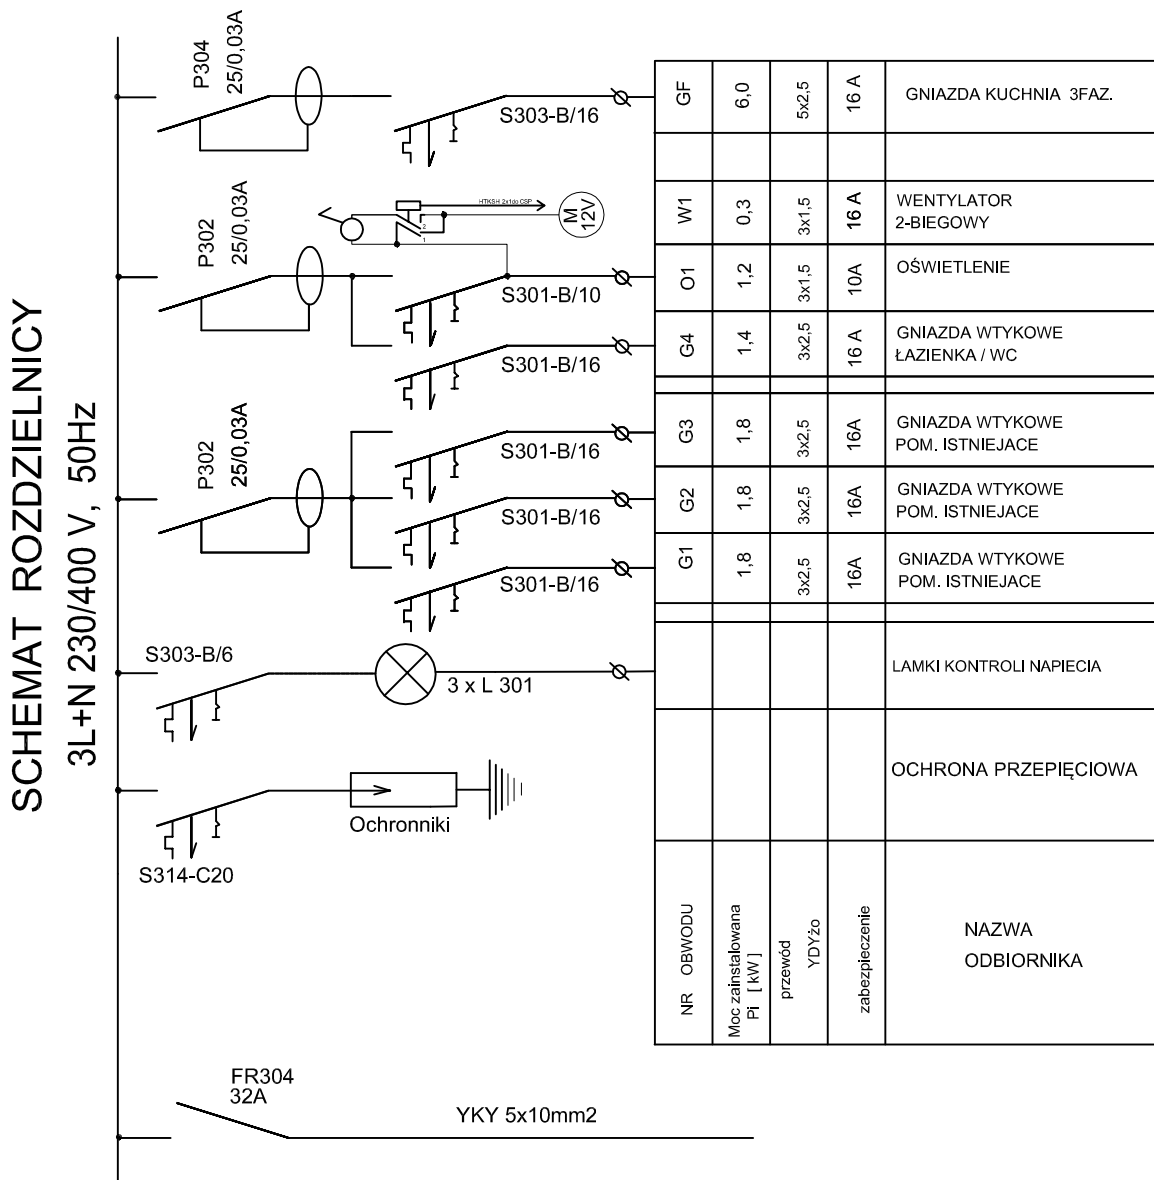 SCHEMAT ROZDZIELNICY
3L+N 230/400 V, 50Hz
P304
25/0,03A
S303-B/16
GF
6,0
5x2,5
16 A
GNIAZDA KUCHNIA 3FAZ.
HTKSH 2x1do CSP
M
12V
2
1
W1
0,3
3x1,5
16 A
WENTYLATOR
2-BIEGOWY
P302
25/0,03A
S301-B/10
O1
1,2
3x1,5
10A
OŚWIETLENIE
S301-B/16
G4
1,4
3x2,5
16 A
GNIAZDA WTYKOWE
ŁAZIENKA / WC
P302
25/0,03A
S301-B/16
G3
1,8
3x2,5
16A
GNIAZDA WTYKOWE
POM. ISTNIEJACE
S301-B/16
G2
1,8
3x2,5
16A
GNIAZDA WTYKOWE
POM. ISTNIEJACE
S301-B/16
G1
1,8
3x2,5
16A
GNIAZDA WTYKOWE
POM. ISTNIEJACE
S303-B/6
3 x L 301
LAMKI KONTROLI NAPIECIA
Ochronniki
S314-C20
OCHRONA PRZEPIĘCIOWA
NR OBWODU
Moc zainstalowana
Pi [ kW ]
przewód
YDYżo
zabezpieczenie
NAZWA
ODBIORNIKA
FR304
32A
YKY 5x10mm2